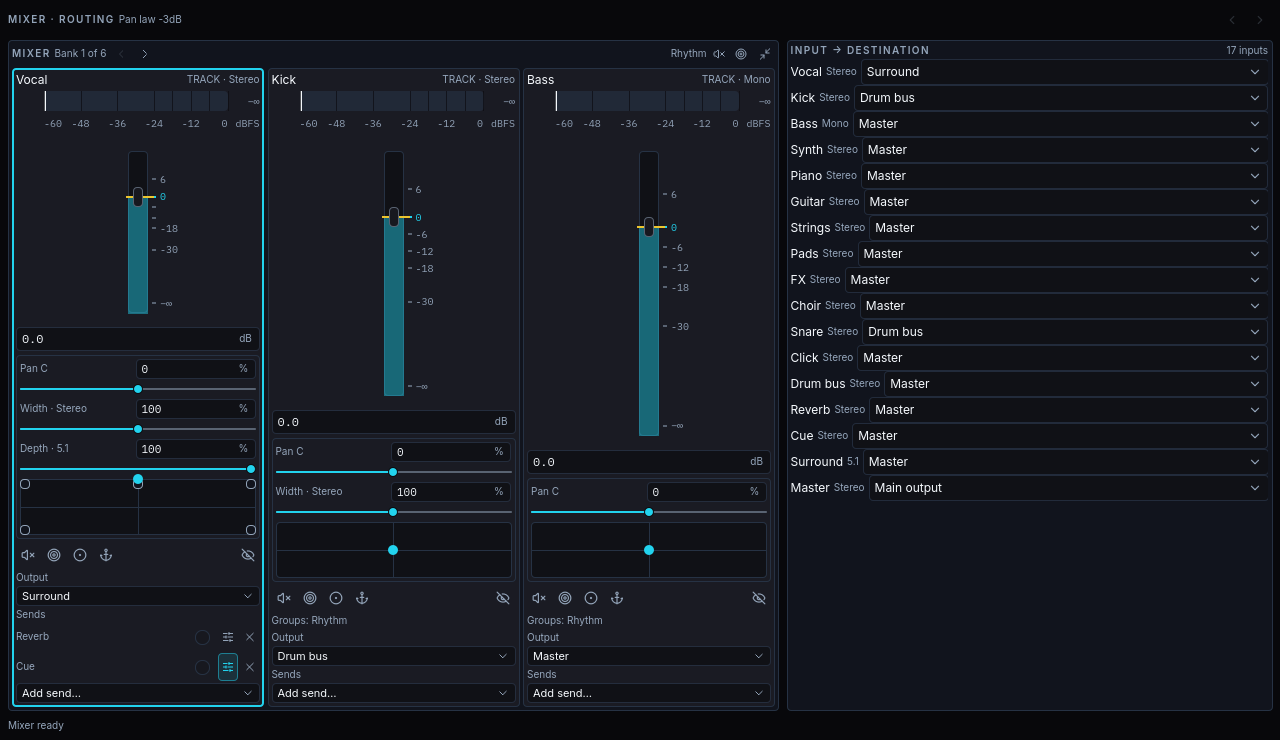 MIXER · ROUTING Pan law -3dB
MIXER Bank 1 of 6
Rhythm
Vocal TRACK · Stereo
-∞
-60 -48 -36 -24 -12 0 dBFS
6
0
-18
-30
-∞
0.0 dB
Pan C 0 %
Width · Stereo 100 %
Depth · 5.1 100 %
Output
Surround
Sends
Reverb
Cue
Add send...
Kick TRACK · Stereo
-∞
-60 -48 -36 -24 -12 0 dBFS
6
0
-6
-12
-18
-30
-∞
0.0 dB
Pan C 0 %
Width · Stereo 100 %
Groups: Rhythm
Output
Drum bus
Sends
Add send...
Bass TRACK · Mono
-∞
-60 -48 -36 -24 -12 0 dBFS
6
0
-6
-12
-18
-30
-∞
0.0 dB
Pan C 0 %
Groups: Rhythm
Output
Master
Sends
Add send...
INPUT → DESTINATION 17 inputs
Vocal Stereo Surround
Kick Stereo Drum bus
Bass Mono Master
Synth Stereo Master
Piano Stereo Master
Guitar Stereo Master
Strings Stereo Master
Pads Stereo Master
FX Stereo Master
Choir Stereo Master
Snare Stereo Drum bus
Click Stereo Master
Drum bus Stereo Master
Reverb Stereo Master
Cue Stereo Master
Surround 5.1 Master
Master Stereo Main output
Mixer ready